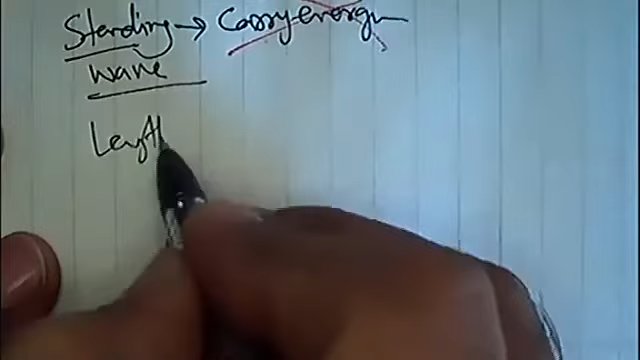 Standing → Carry energy
wave
Length